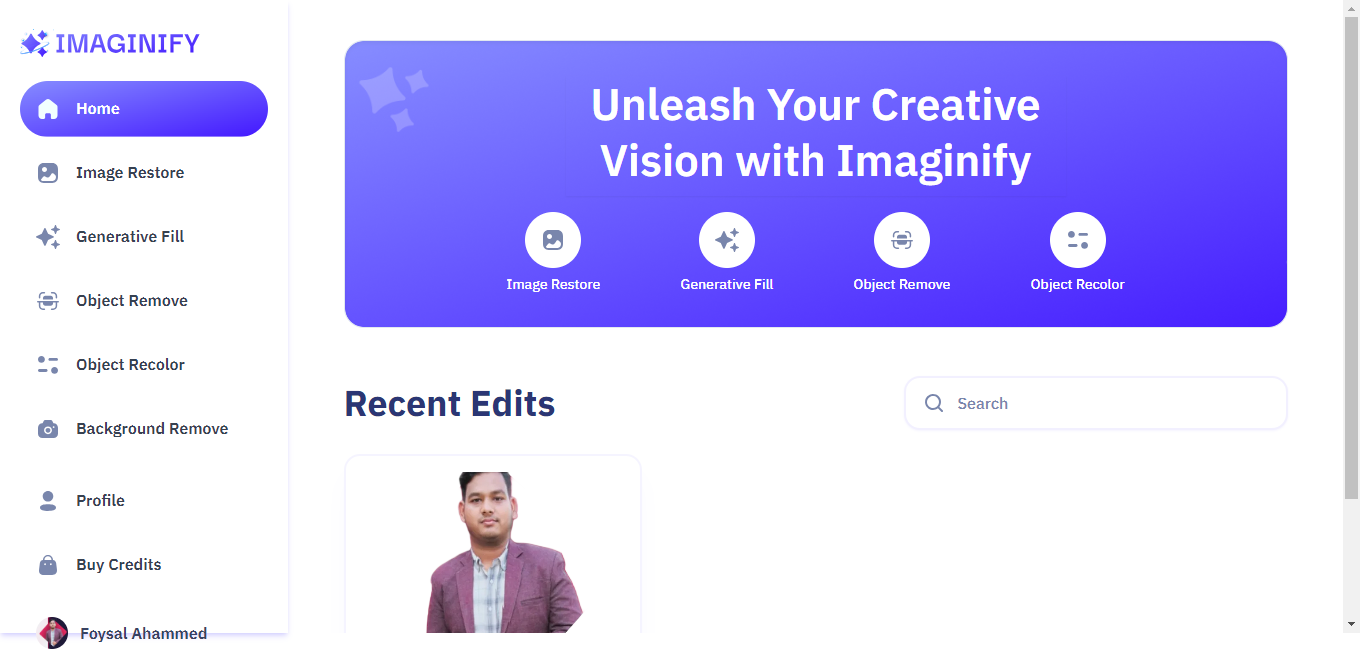 IMAGINIFY
Home
Image Restore
Generative Fill
Object Remove
Object Recolor
Background Remove
Profile
Buy Credits
Foysal Ahammed
Unleash Your Creative
Vision with Imaginify
Image Restore
Generative Fill
Object Remove
Object Recolor
Recent Edits
Search